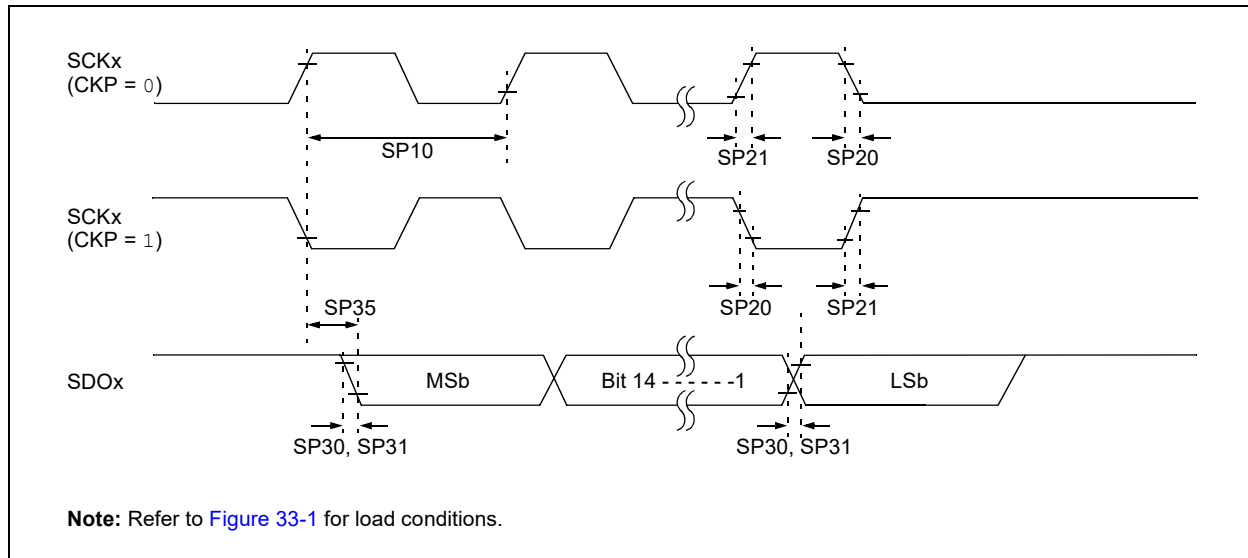 SCKx
(CKP = 0)
SP10
SP21
SP20
SCKx
(CKP = 1)
SP35
SP20
SP21
SDOx
MSb
Bit 14 - - - - - -1
LSb
SP30, SP31
SP30, SP31
Note: Refer to Figure 33-1 for load conditions.